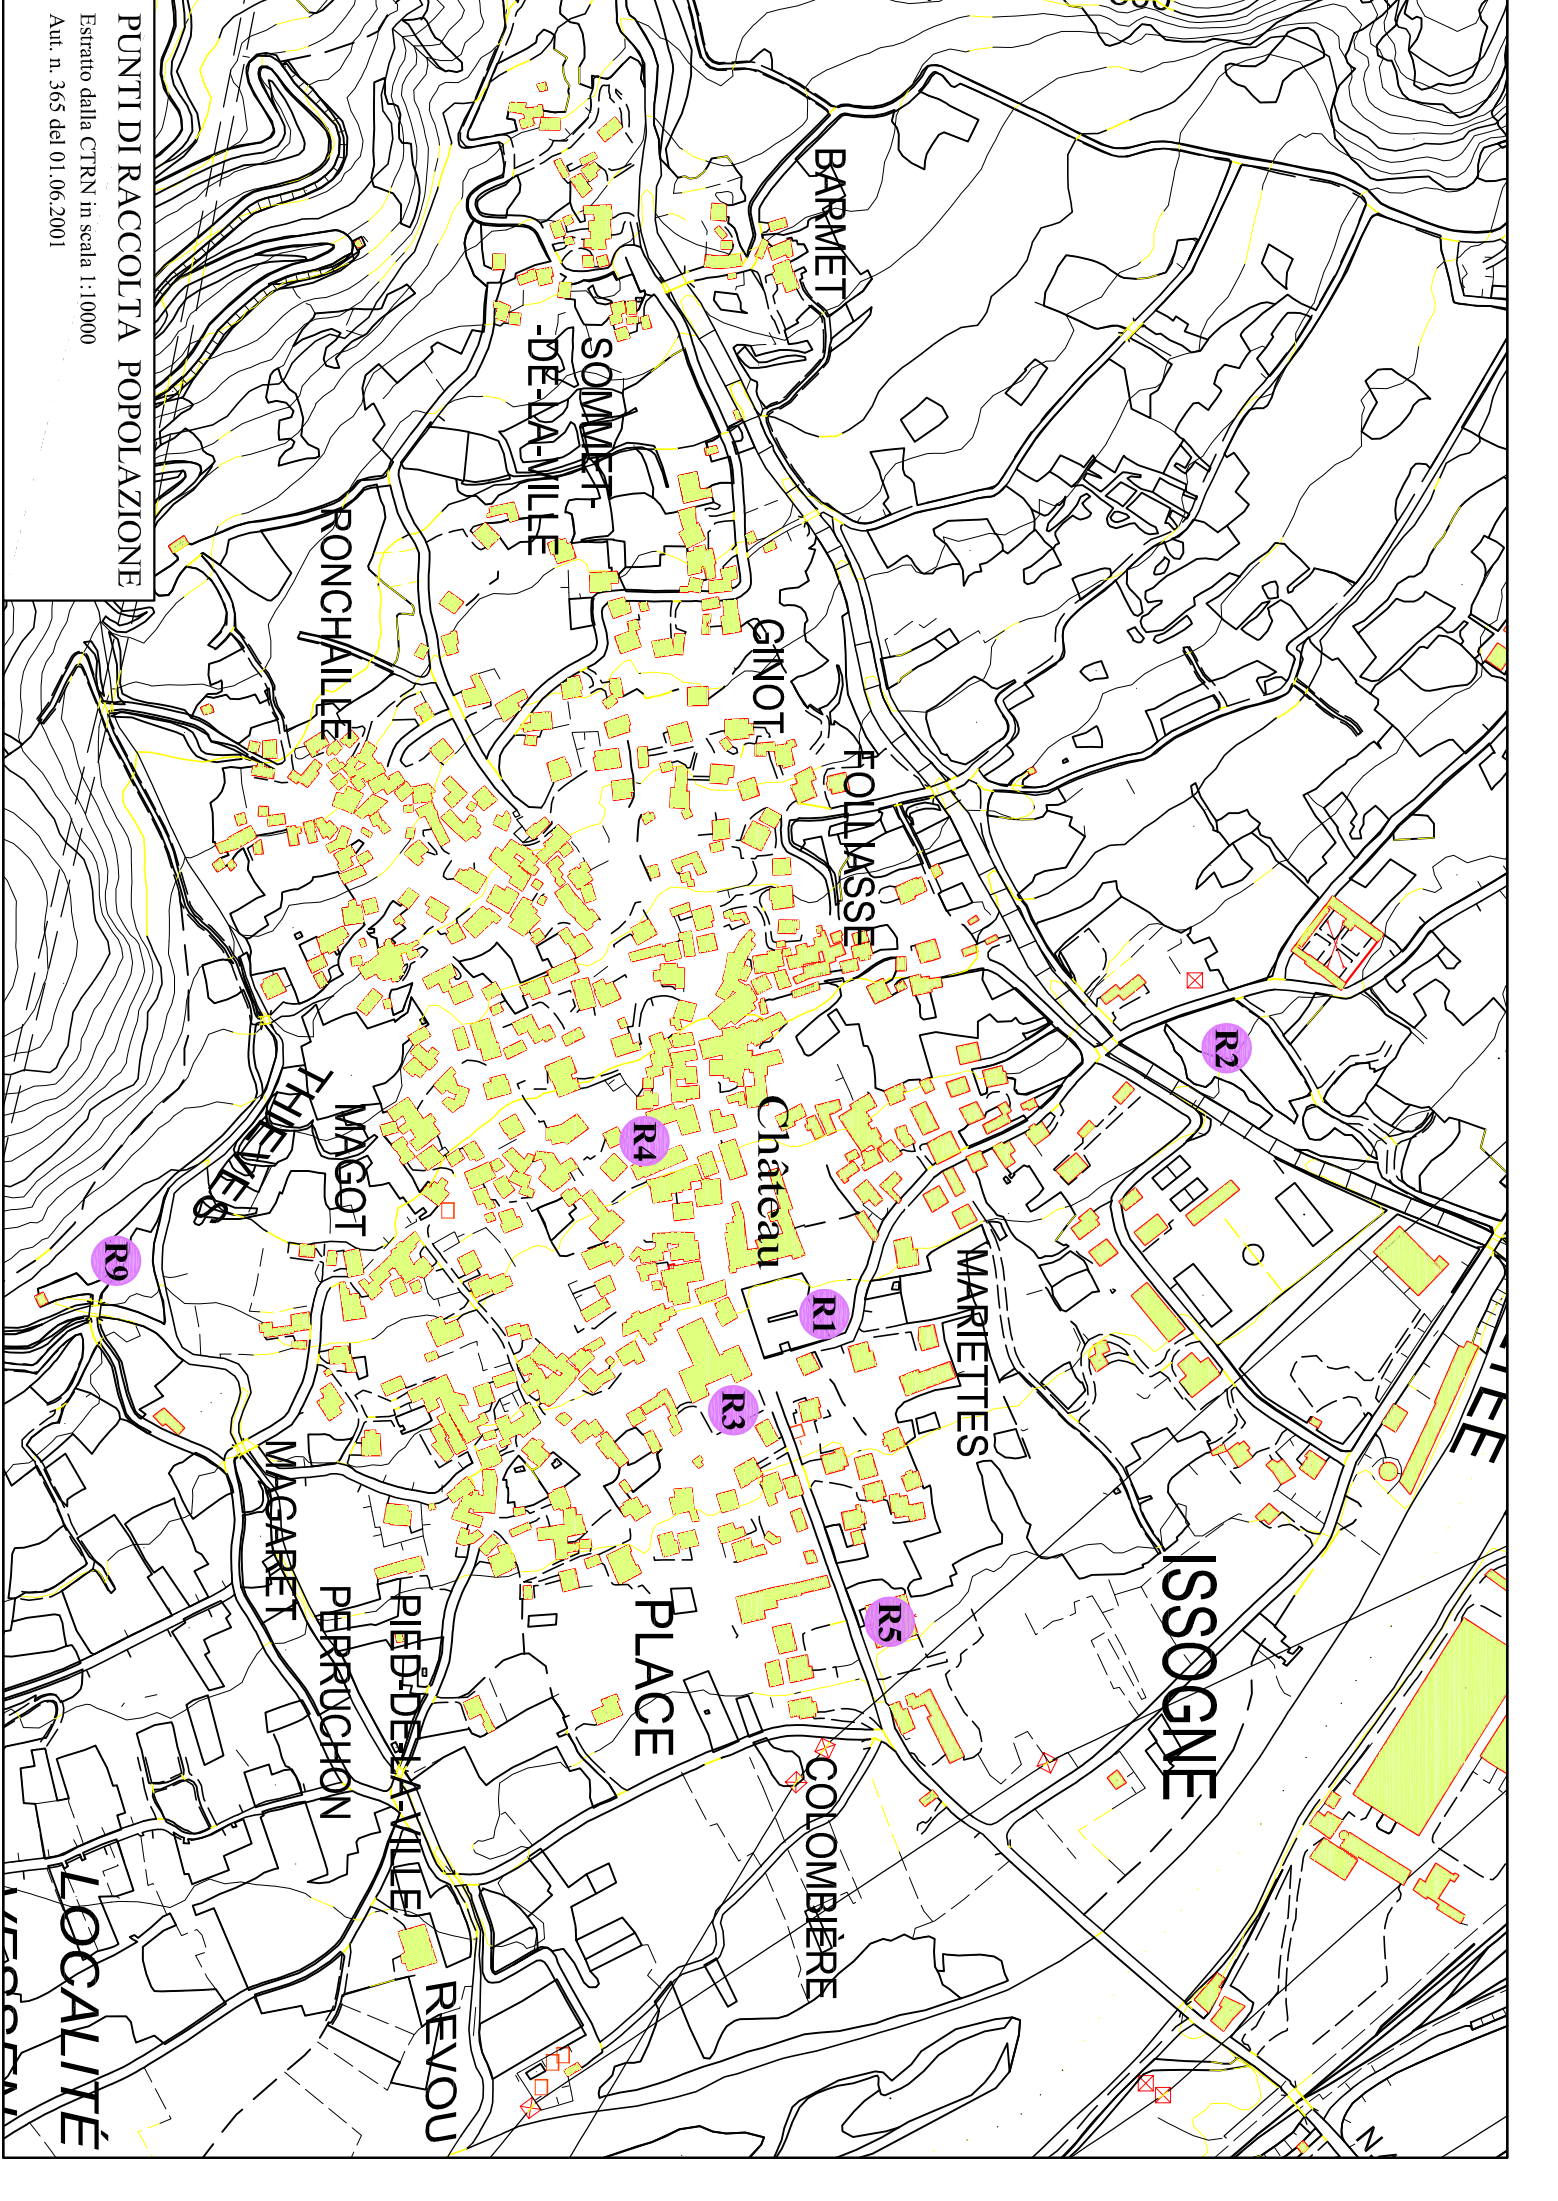 PUNTI DI RACCOLTA POPOLAZIONE
Estratto dalla CTRN in scala 1:10000
Aut. n. 365 del 01.06.2001
BARMET
SOMMET-
-DE-LA-VILLE
RONCHAILLE
GINOT
FOLLIASSE
R2
Château
R4
R1
MARIETTES
THIEVES
MAGOT
R9
R3
ISSOGNE
R5
PLACE
MAGARET
PERRUCHON
PIED-DE-LA-VILLE
COLOMBIÈRE
REVOU
LOCALITÉ